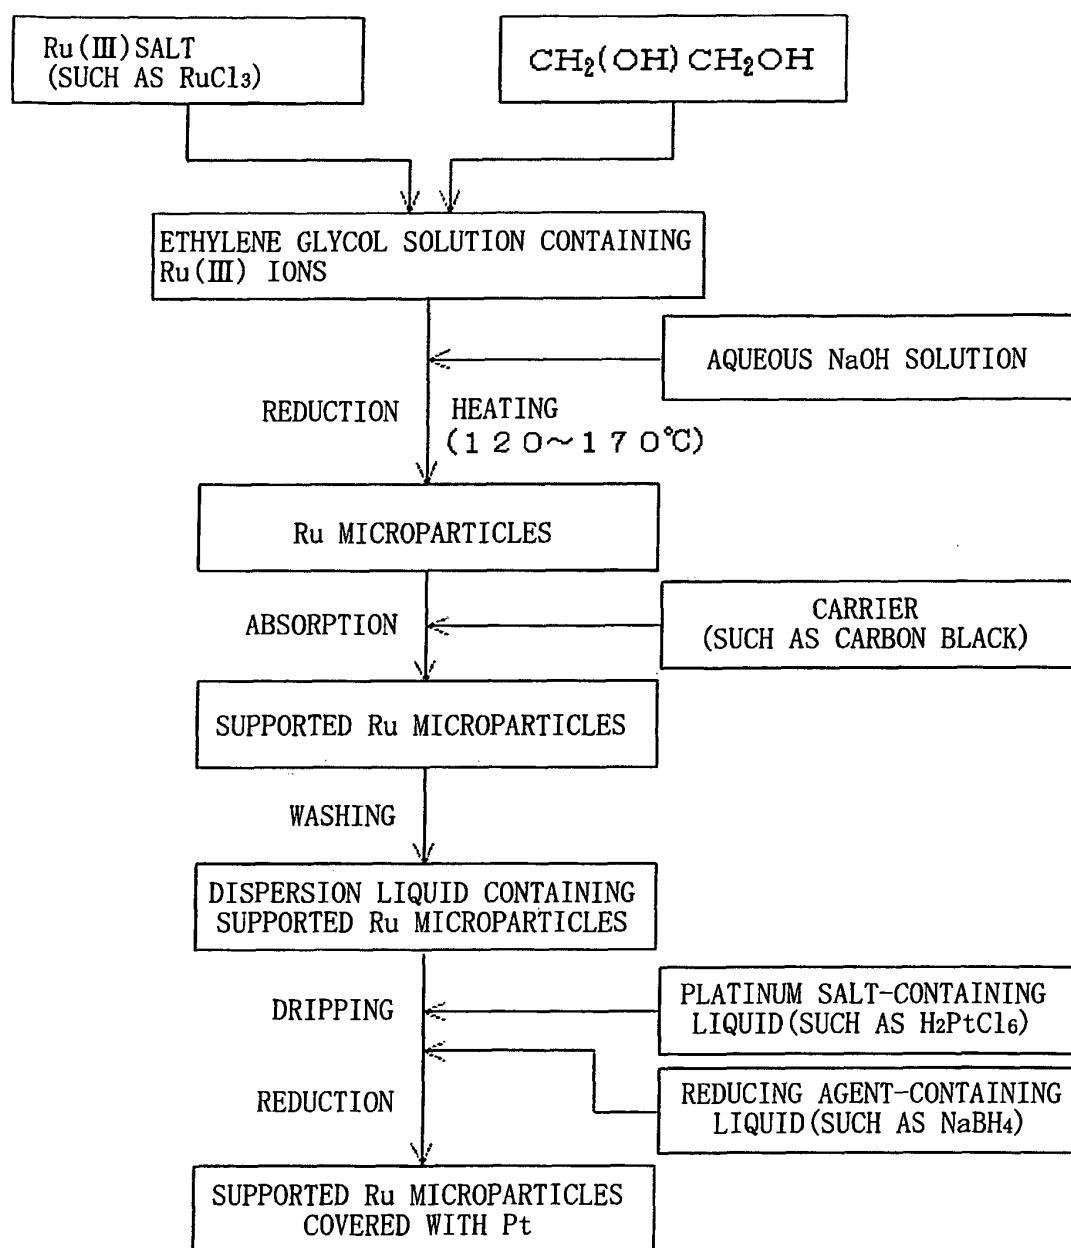 Ru(III)SALT
(SUCH AS RuCl₃)
CH₂(OH)CH₂OH
ETHYLENE GLYCOL SOLUTION CONTAINING
Ru(III) IONS
AQUEOUS NaOH SOLUTION
REDUCTION
HEATING
(120~170℃)
Ru MICROPARTICLES
ABSORPTION
CARRIER
(SUCH AS CARBON BLACK)
SUPPORTED Ru MICROPARTICLES
WASHING
DISPERSION LIQUID CONTAINING
SUPPORTED Ru MICROPARTICLES
DRIPPING
PLATINUM SALT-CONTAINING
LIQUID(SUCH AS H₂PtCl₆)
REDUCTION
REDUCING AGENT-CONTAINING
LIQUID(SUCH AS NaBH₄)
SUPPORTED Ru MICROPARTICLES
COVERED WITH Pt